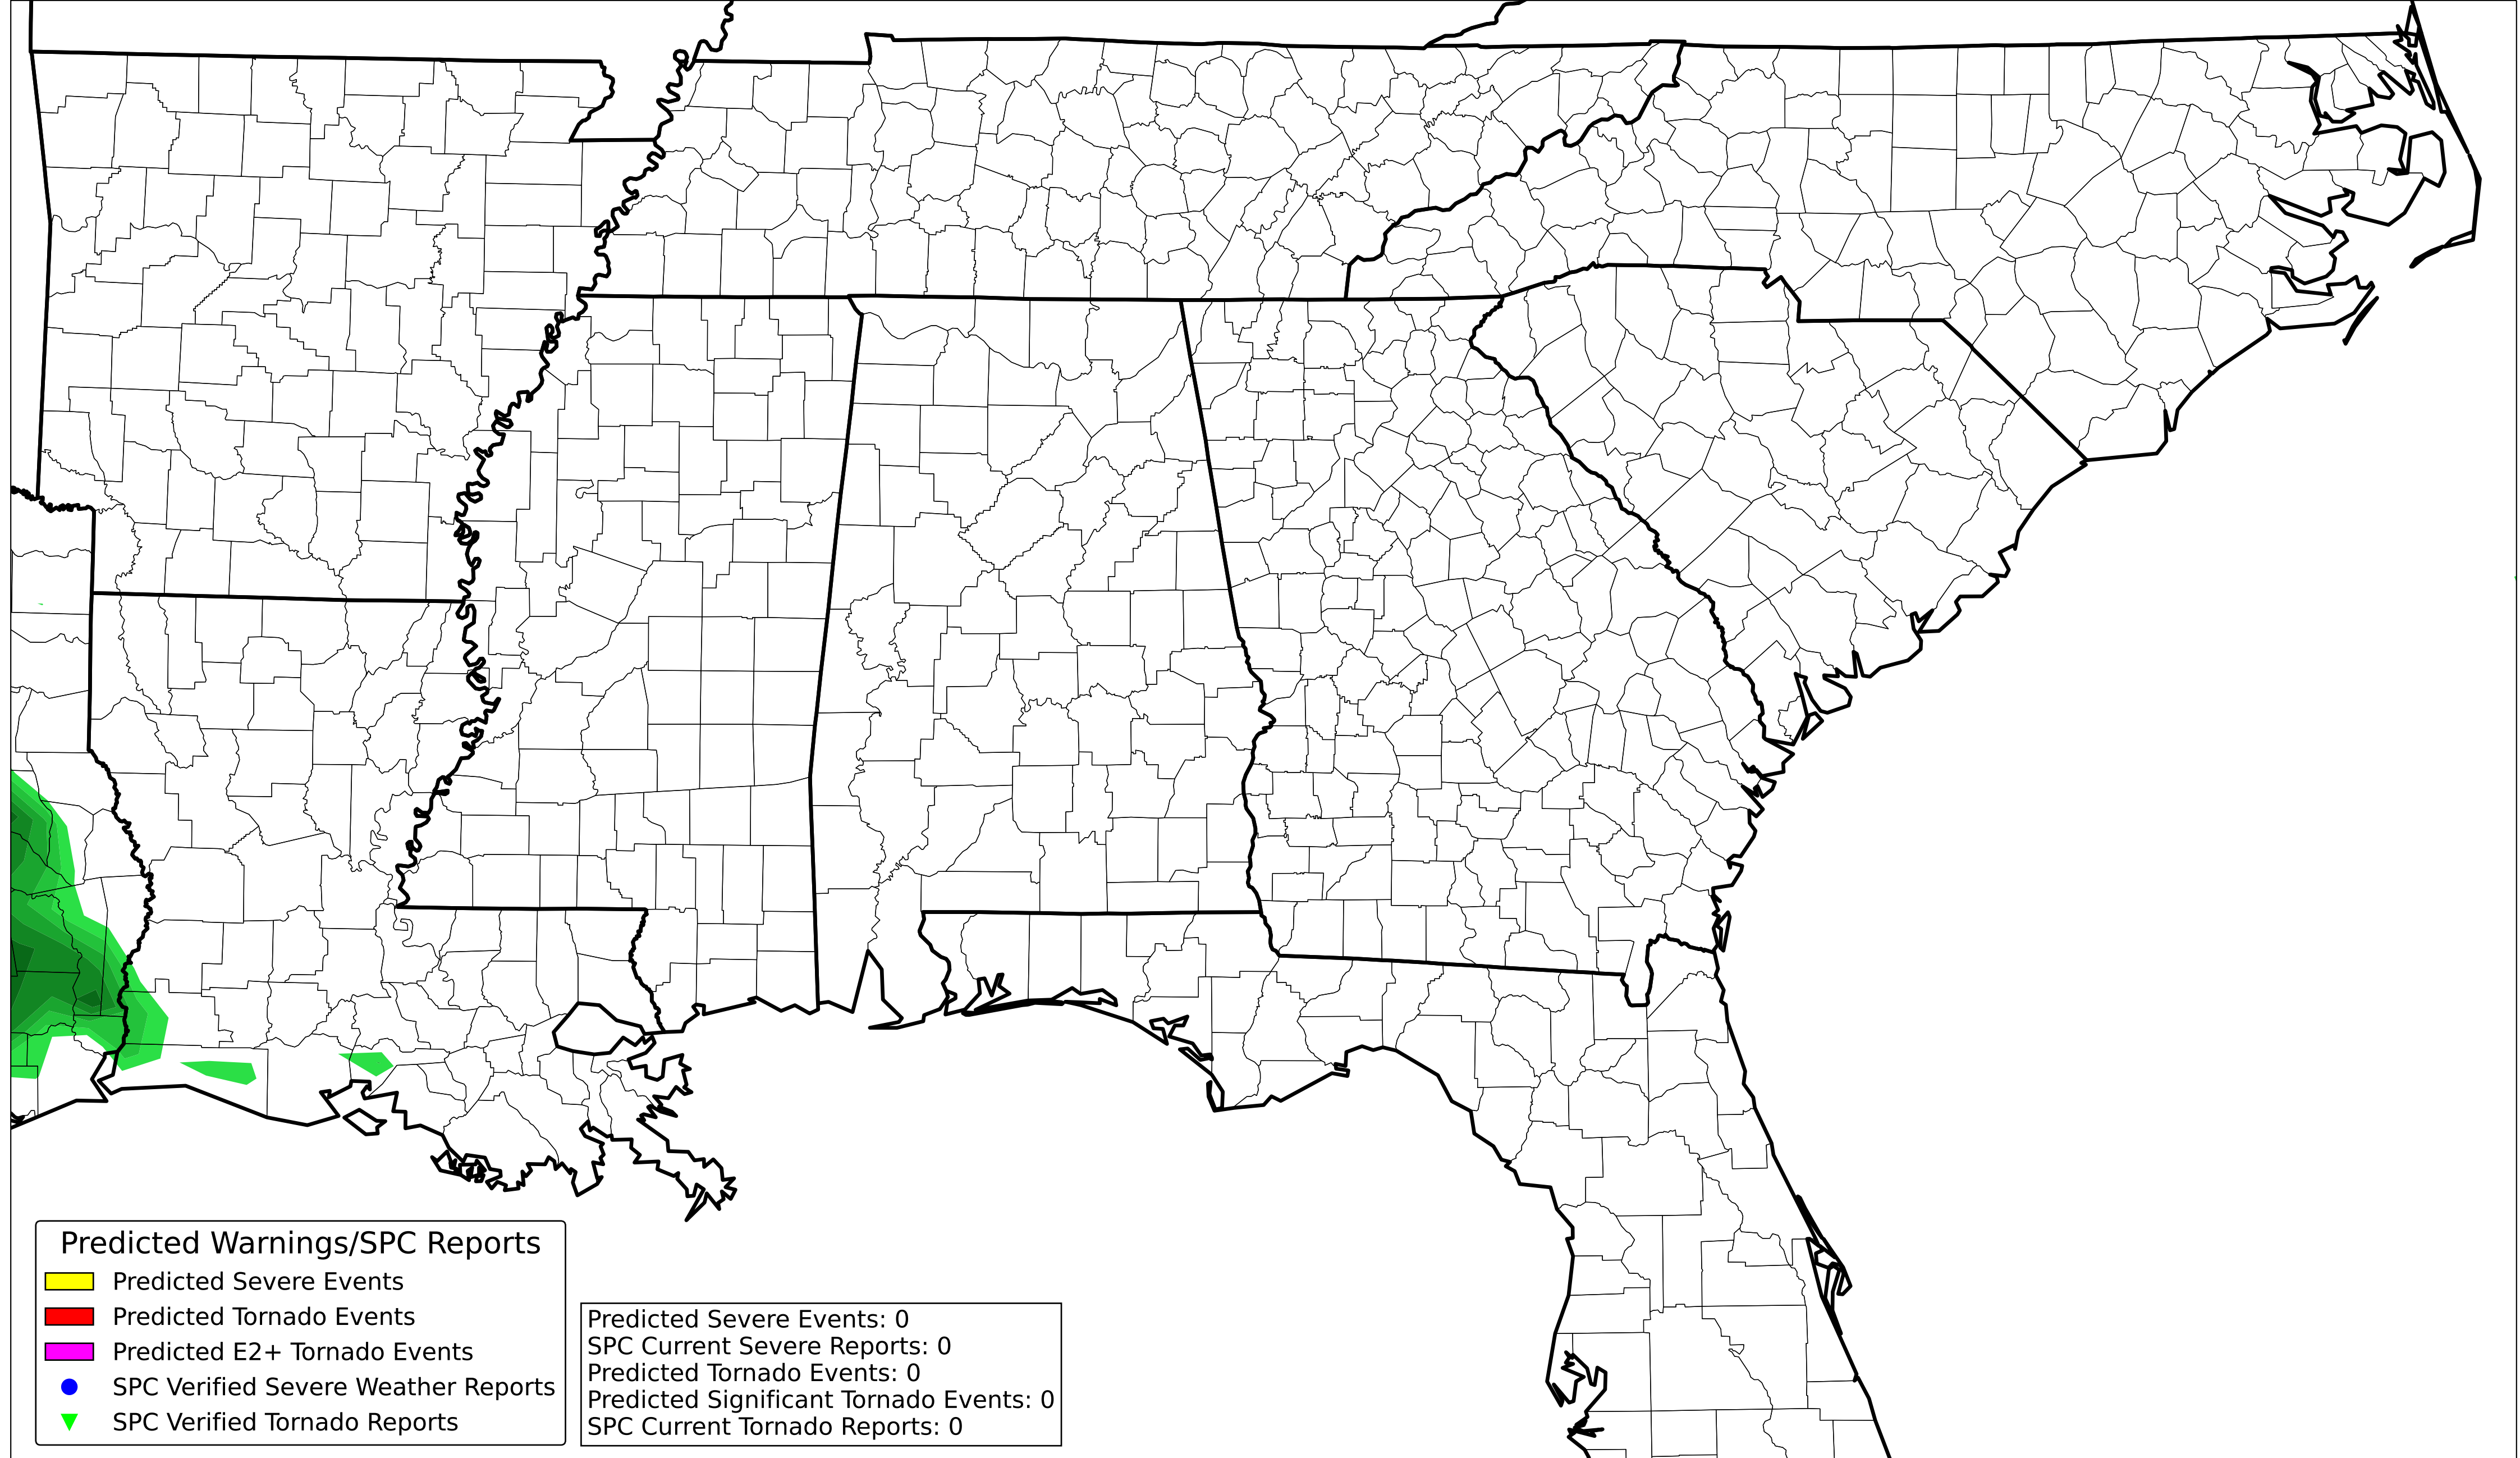 Predicted Warnings/SPC Reports
Predicted Severe Events
Predicted Tornado Events
Predicted E2+ Tornado Events
SPC Verified Severe Weather Reports
SPC Verified Tornado Reports
Predicted Severe Events: 0
SPC Current Severe Reports: 0
Predicted Tornado Events: 0
Predicted Significant Tornado Events: 0
SPC Current Tornado Reports: 0